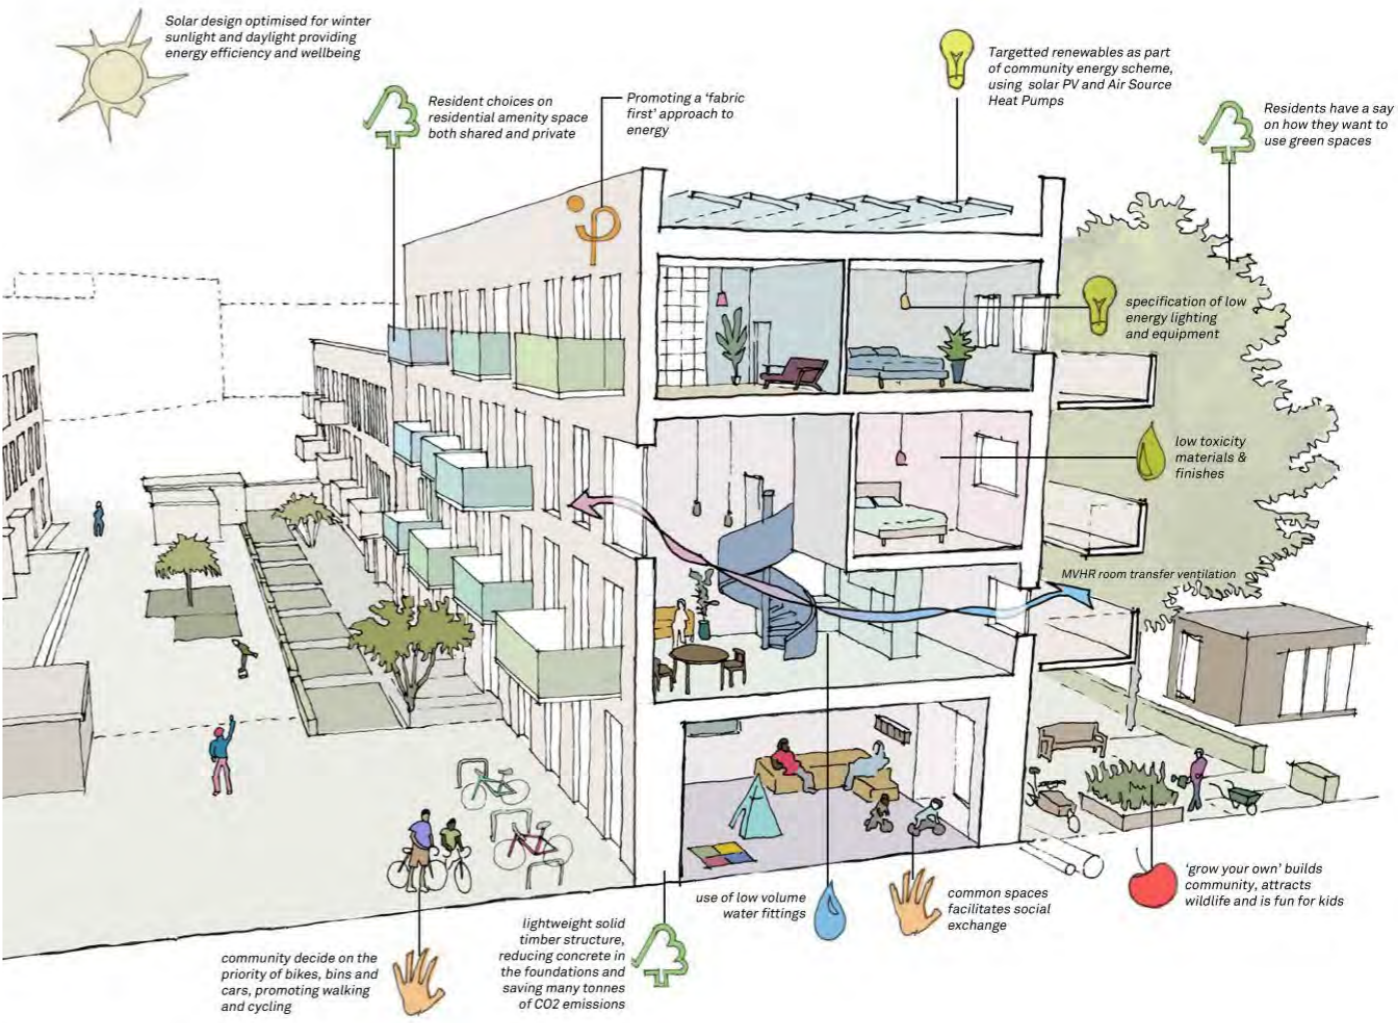 Solar design optimised for winter
sunlight and daylight providing
energy efficiency and wellbeing
Resident choices on
residential amenity space
both shared and private
Promoting a ‘fabric
first’ approach to
energy
Targetted renewables as part
of community energy scheme,
using solar PV and Air Source
Heat Pumps
Residents have a say
on how they want to
use green spaces
specification of low
energy lighting
and equipment
low toxicity
materials &
finishes
MVHR room transfer ventilation
‘grow your own’ builds
community, attracts
wildlife and is fun for kids
common spaces
facilitates social
exchange
use of low volume
water fittings
lightweight solid
timber structure,
reducing concrete in
the foundations and
saving many tonnes
of CO2 emissions
community decide on the
priority of bikes, bins and
cars, promoting walking
and cycling